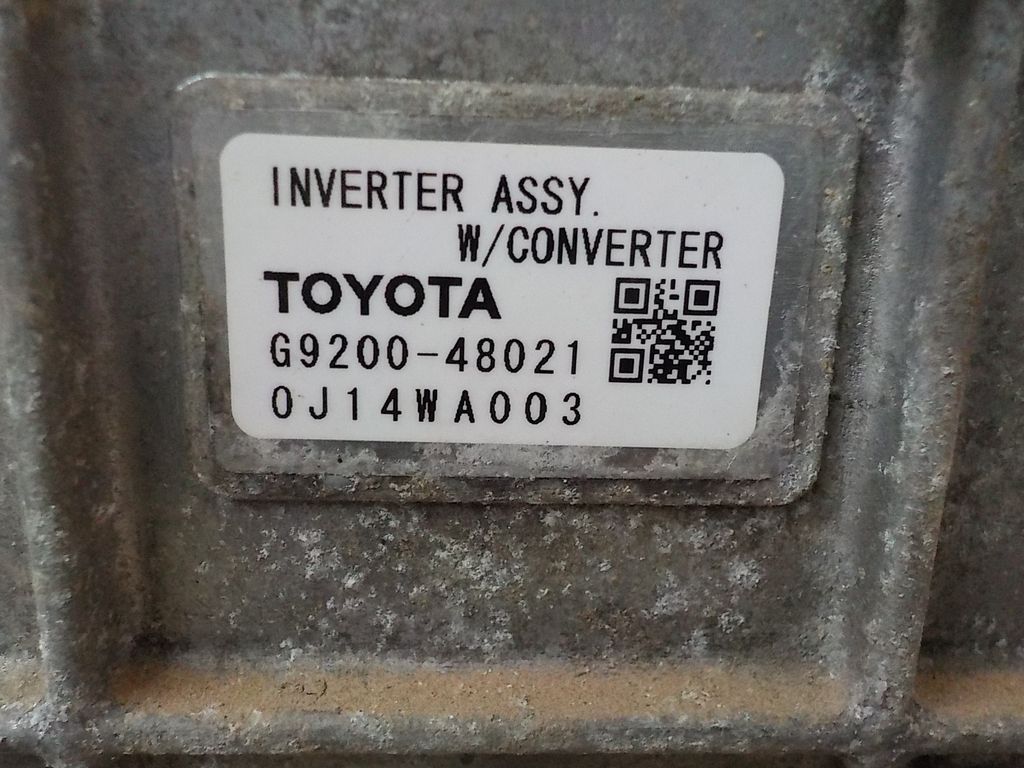 INVERTER ASSY.
W/CONVERTER
TOYOTA
G9200-48021
0J14WA003